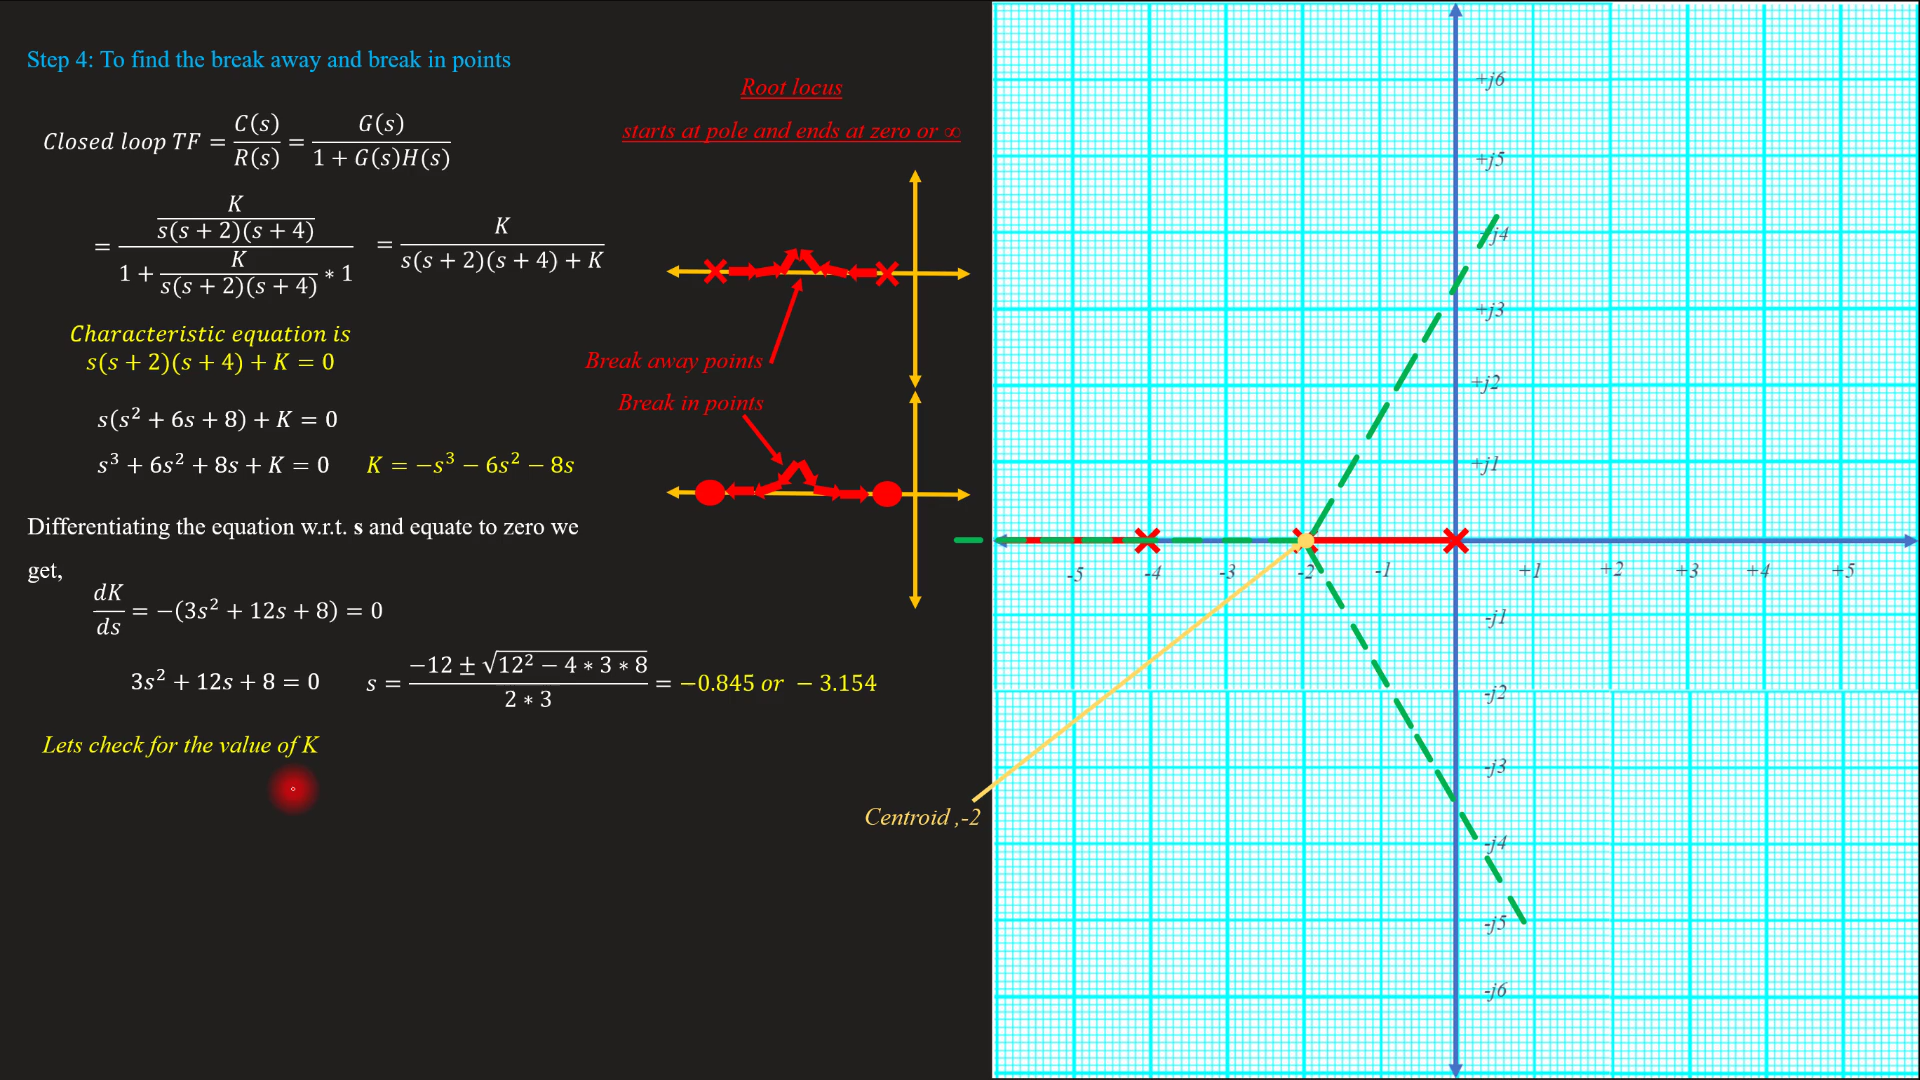 Step 4: To find the break away and break in points
Closed loop TF = C(s)/R(s) = G(s)/(1 + G(s)H(s))
= (K/(s(s + 2)(s + 4)))/(1 + K/(s(s + 2)(s + 4)) ∗ 1) = K/(s(s + 2)(s + 4) + K)
Characteristic equation is
s(s + 2)(s + 4) + K = 0
s(s² + 6s + 8) + K = 0
s³ + 6s² + 8s + K = 0 K = −s³ − 6s² − 8s
Differentiating the equation w.r.t. s and equate to zero we
get,
dK/ds = −(3s² + 12s + 8) = 0
3s² + 12s + 8 = 0 s = (−12 ± √(12² − 4 ∗ 3 ∗ 8))/(2 ∗ 3) = −0.845 or − 3.154
Lets check for the value of K
Root locus
starts at pole and ends at zero or ∞
Break away points
Break in points
Centroid ,-2
+j6
+j5
+j4
+j3
+j2
+j1
-5 -4 -3 -2 -1 +1 +2 +3 +4 +5
-j1
-j2
-j3
-j4
-j5
-j6